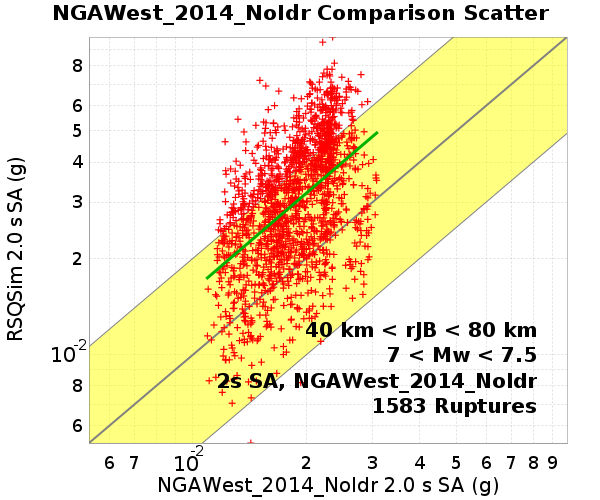 NGAWest_2014_NoIdr Comparison Scatter
RSQSim 2.0 s SA (g)
8
6
5
4
3
2
10-2
8
6
40 km < rJB < 80 km
7 < Mw < 7.5
2s SA, NGAWest_2014_NoIdr
1583 Ruptures
6 7 10-2 2 3 4 5 6 7 8 9
NGAWest_2014_NoIdr 2.0 s SA (g)